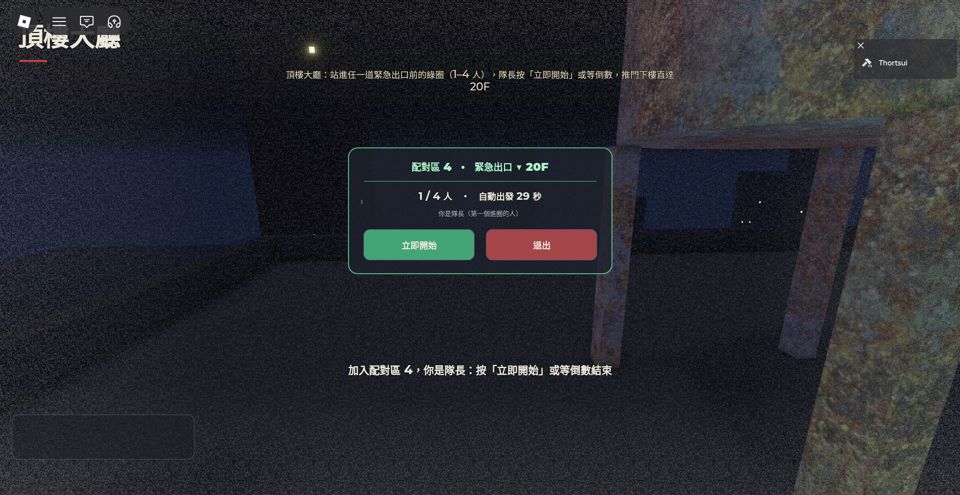 頂樓大廳
Thortsui
頂樓大廳：站進任一道緊急出口前的綠圈（1–4 人），隊長按「立即開始」或等倒數，推門下樓直達
20F
配對區 4 • 緊急出口 ▼ 20F
1 / 4 人 • 自動出發 29 秒
你是隊長（第一個進圈的人）
立即開始
退出
加入配對區 4，你是隊長：按「立即開始」或等倒數結束